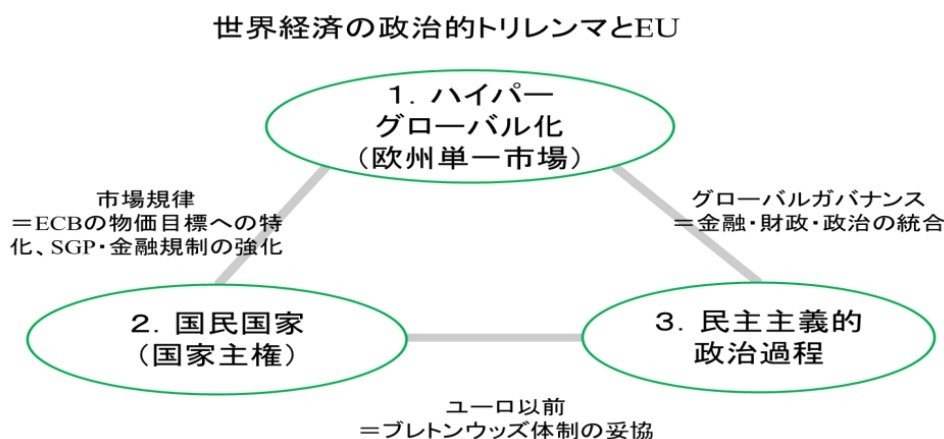 世界経済の政治的トリレンマとEU
1．ハイパー
グローバル化
（欧州単一市場）
市場規律
＝ECBの物価目標への特
化、SGP・金融規制の強化
グローバルガバナンス
＝金融・財政・政治の統合
2．国民国家
（国家主権）
3．民主主義的
政治過程
ユーロ以前
＝ブレトンウッズ体制の妥協